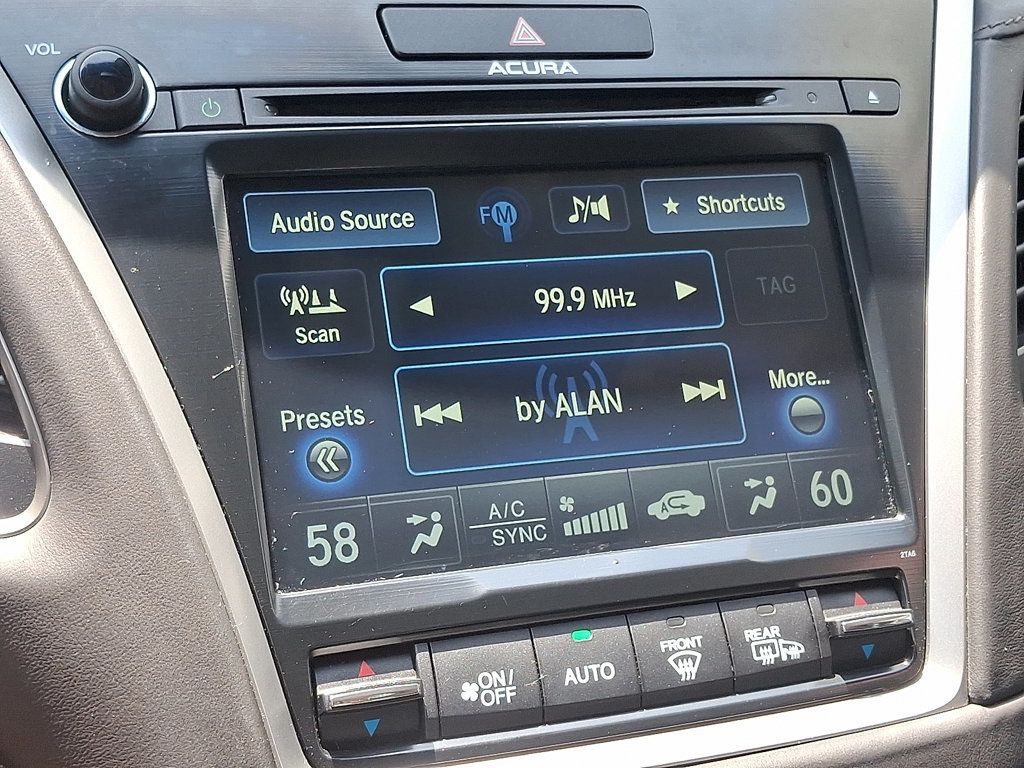 VOL
ACURA
Audio Source
FM
Shortcuts
Scan
99.9 MHz
TAG
Presets
by ALAN
More...
58
A/C
SYNC
A
60
2TA6
ON/
OFF
AUTO
FRONT
REAR